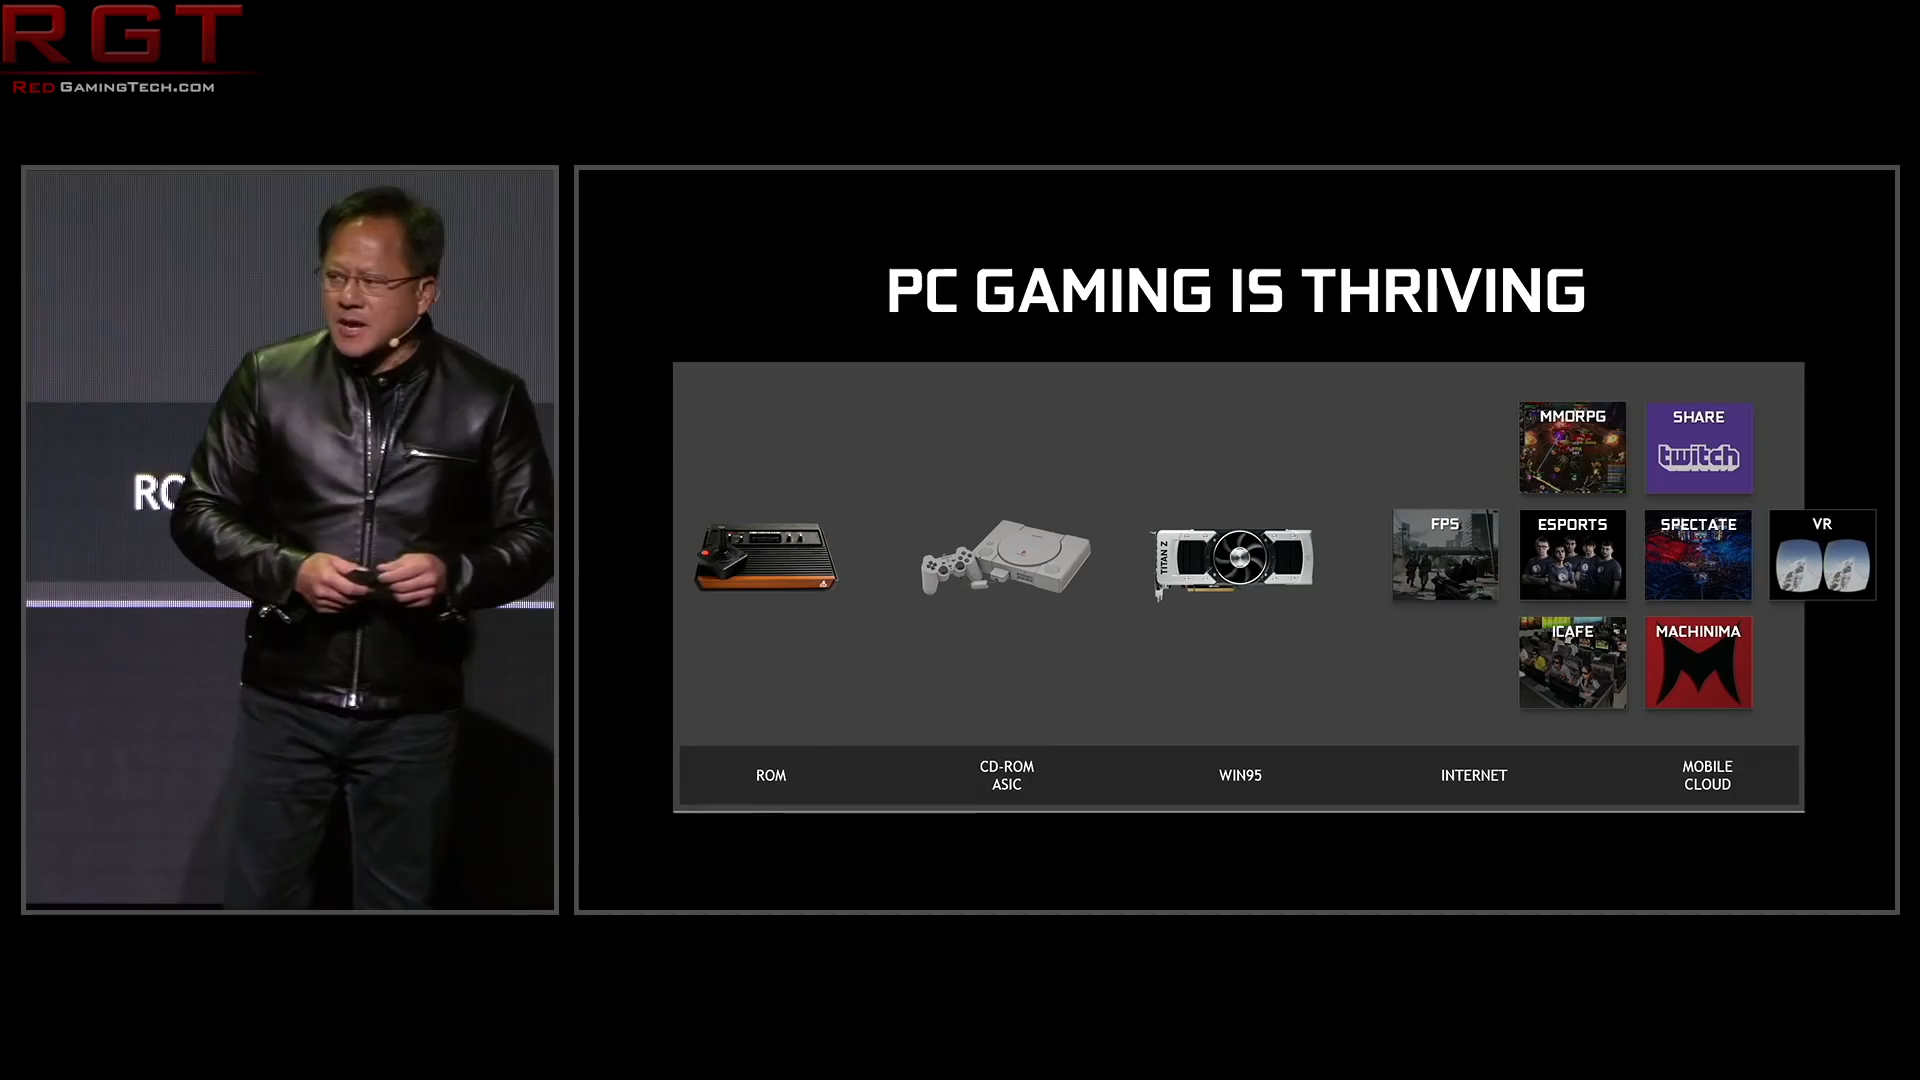 RGT
RED GAMINGTECH.COM
RO
PC GAMING IS THRIVING
MMORPG
SHARE
twitch
FPS
ESPORTS
SPECTATE
VR
TITAN Z
ICAFE
MACHINIMA
ROM
CD-ROM
ASIC
WIN95
INTERNET
MOBILE
CLOUD